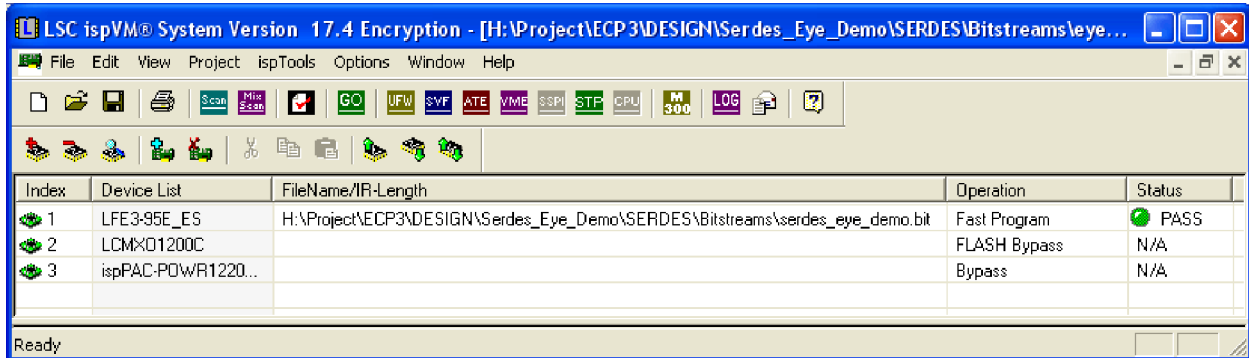 LSC ispVM® System Version 17.4 Encryption - [H:\Project\ECP3\DESIGN\Serdes_Eye_Demo\SERDES\Bitstreams\eye...
File Edit View Project ispTools Options Window Help
Scan Mix Scan GO UFW SVF ATE VME SSPI STP CPU M 300 LOG
Index Device List FileName/IR-Length Operation Status
1 LFE3-95E_ES H:\Project\ECP3\DESIGN\Serdes_Eye_Demo\SERDES\Bitstreams\serdes_eye_demo.bit Fast Program PASS
2 LCMXO1200C FLASH Bypass N/A
3 ispPAC-POWR1220... Bypass N/A
Ready